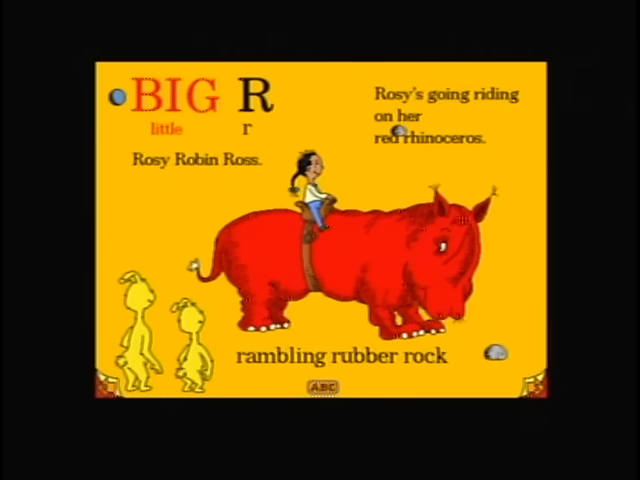 BIG R
little r
Rosy Robin Ross.
Rosy's going riding
on her
red rhinoceros.
rambling rubber rock
ABC